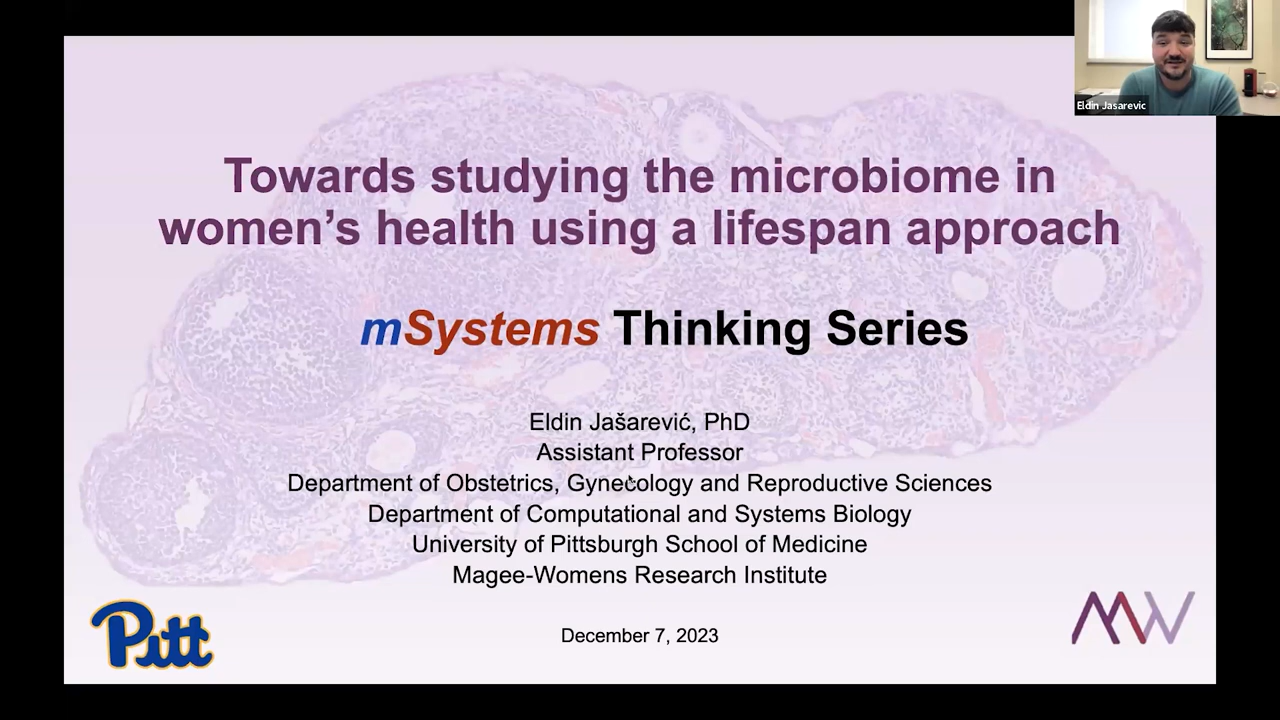 Eldin Jasarevic
Towards studying the microbiome in
women's health using a lifespan approach
mSystems Thinking Series
Eldin Jašarević, PhD
Assistant Professor
Department of Obstetrics, Gynecology and Reproductive Sciences
Department of Computational and Systems Biology
University of Pittsburgh School of Medicine
Magee-Womens Research Institute
Pitt
December 7, 2023
MW